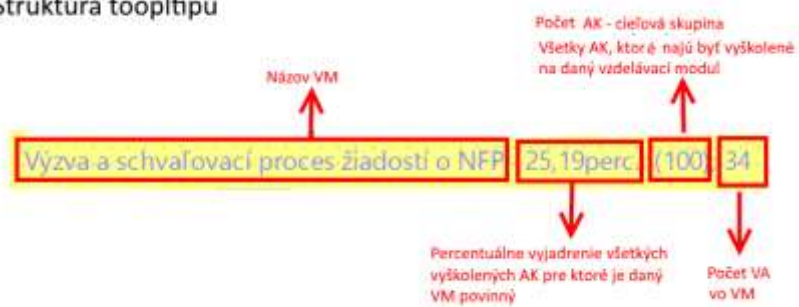 Štruktúra toopltipu
Počet AK - cieľová skupina
Všetky AK, ktoré najú byť vyškolené
na daný vzdelávací modul
Názov VM
Výzva a schvaľovací proces žiadostí o NFP 25,19perc. (100) 34
Percentuálne vyjadrenie všetkých
vyškolených AK pre ktoré je daný
VM povinný
Počet VA
vo VM